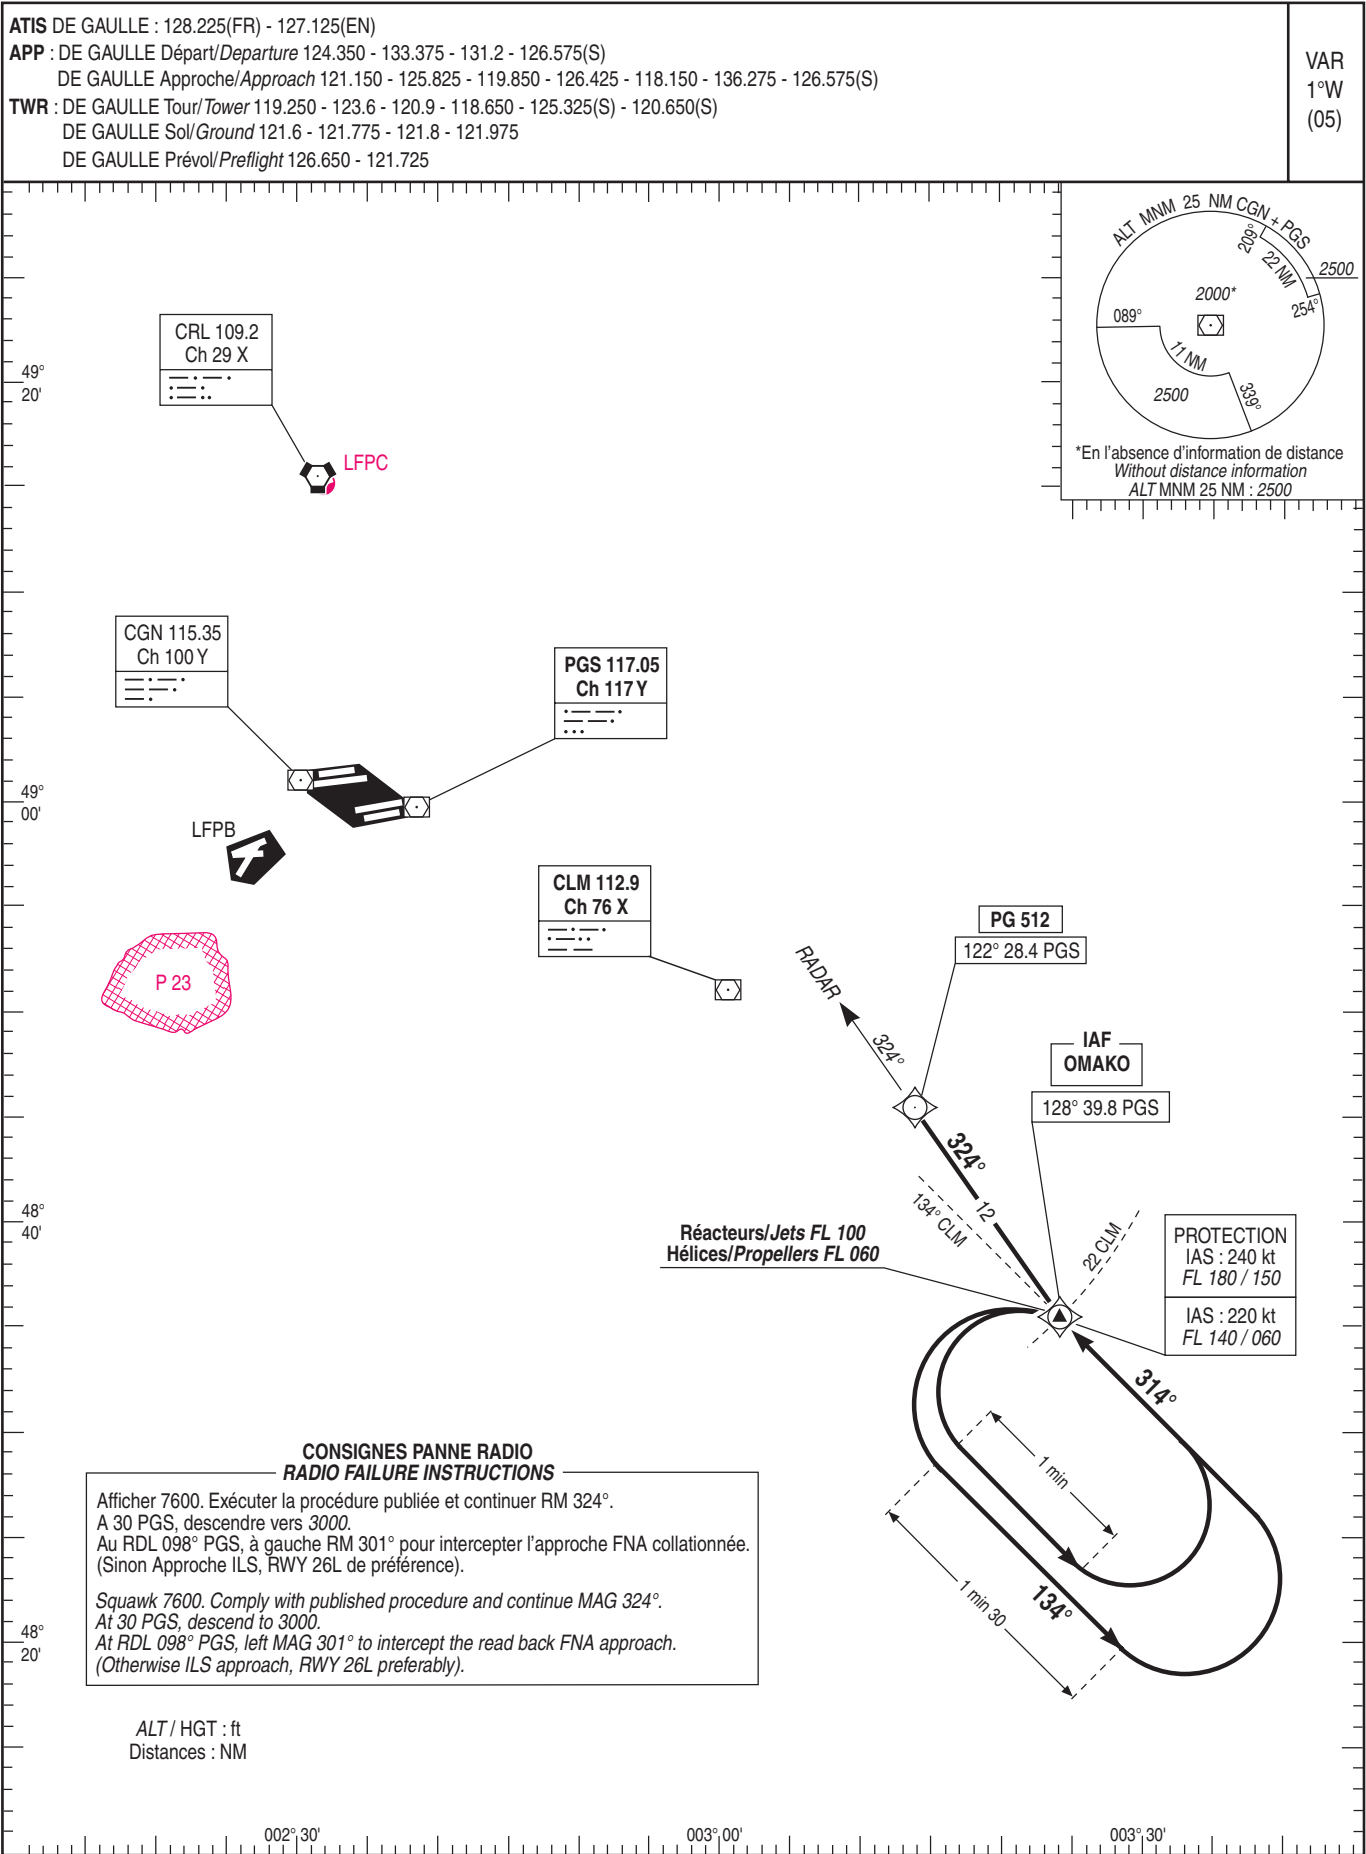 ATIS DE GAULLE : 128.225(FR) - 127.125(EN)
APP : DE GAULLE Départ/Departure 124.350 - 133.375 - 131.2 - 126.575(S)
DE GAULLE Approche/Approach 121.150 - 125.825 - 119.850 - 126.425 - 118.150 - 136.275 - 126.575(S)
TWR : DE GAULLE Tour/Tower 119.250 - 123.6 - 120.9 - 118.650 - 125.325(S) - 120.650(S)
DE GAULLE Sol/Ground 121.6 - 121.775 - 121.8 - 121.975
DE GAULLE Prévol/Preflight 126.650 - 121.725
VAR
1°W
(05)
ALT MNM 25 NM CGN + PGS
209°
22 NM
2500
254°
2000*
089°
11 NM
2500
339°
*En l'absence d'information de distance
Without distance information
ALT MNM 25 NM : 2500
CRL 109.2
Ch 29 X
49°
20'
LFPC
CGN 115.35
Ch 100 Y
PGS 117.05
Ch 117 Y
49°
00'
LFPB
CLM 112.9
Ch 76 X
PG 512
122° 28.4 PGS
P 23
RADAR
324°
IAF
OMAKO
128° 39.8 PGS
324°
12
134° CLM
22 CLM
48°
40'
Réacteurs/Jets FL 100
Hélices/Propellers FL 060
PROTECTION
IAS : 240 kt
FL 180 / 150
IAS : 220 kt
FL 140 / 060
314°
1 min
134°
1 min 30
CONSIGNES PANNE RADIO
RADIO FAILURE INSTRUCTIONS
Afficher 7600. Exécuter la procédure publiée et continuer RM 324°.
A 30 PGS, descendre vers 3000.
Au RDL 098° PGS, à gauche RM 301° pour intercepter l'approche FNA collationnée.
(Sinon Approche ILS, RWY 26L de préférence).
Squawk 7600. Comply with published procedure and continue MAG 324°.
At 30 PGS, descend to 3000.
At RDL 098° PGS, left MAG 301° to intercept the read back FNA approach.
(Otherwise ILS approach, RWY 26L preferably).
48°
20'
ALT / HGT : ft
Distances : NM
002° 30'
003° 00'
003° 30'